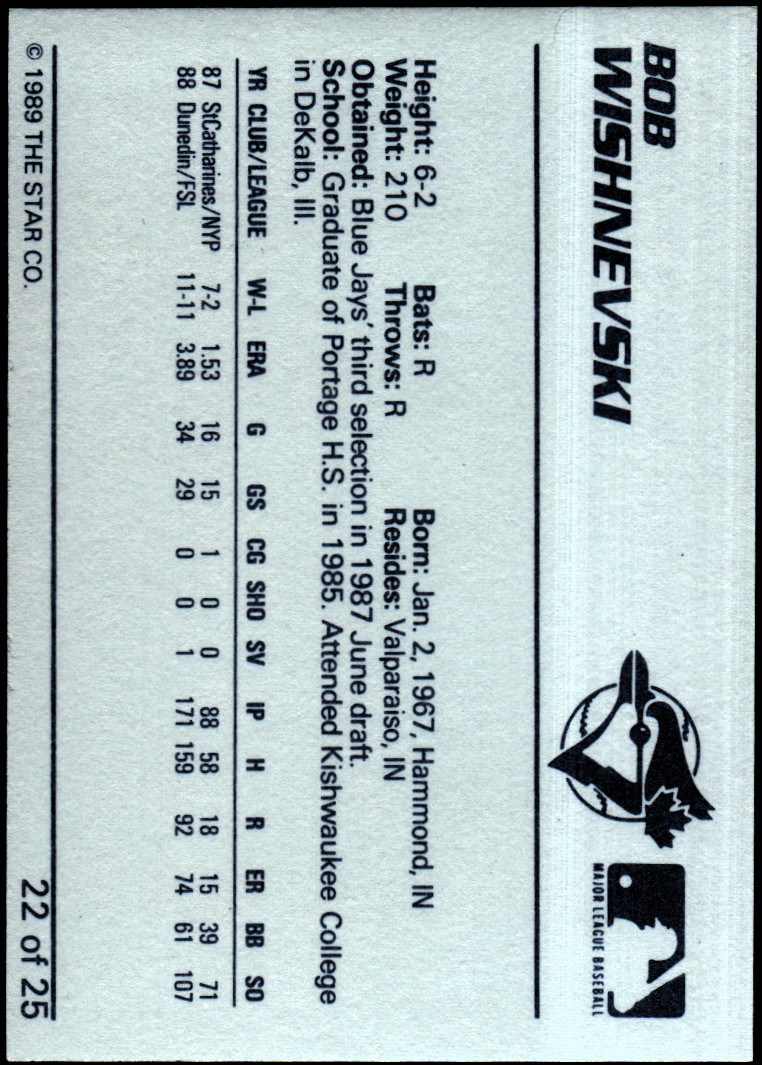 BOB
WISHNEVSKI
MAJOR LEAGUE BASEBALL
Height: 6-2 Bats: R Born: Jan. 2, 1967, Hammond, IN
Weight: 210 Throws: R Resides: Valparaiso, IN
Obtained: Blue Jays' third selection in 1987 June draft.
School: Graduate of Portage H.S. in 1985. Attended Kishwaukee College
in DeKalb, Ill.
YR CLUB/LEAGUE W-L ERA G GS CG SHO SV IP H R ER BB SO
87 StCatharines/NYP 7-2 1.53 16 15 1 0 0 88 58 18 15 39 71
88 Dunedin/FSL 11-11 3.89 34 29 0 0 1 171 159 92 74 61 107
© 1989 THE STAR CO.
22 of 25